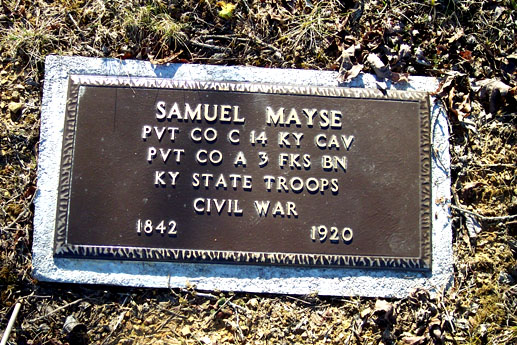 SAMUEL MAYSE
PVT CO C 14 KY CAV
PVT CO A 3 FKS BN
KY STATE TROOPS
CIVIL WAR
1842 1920